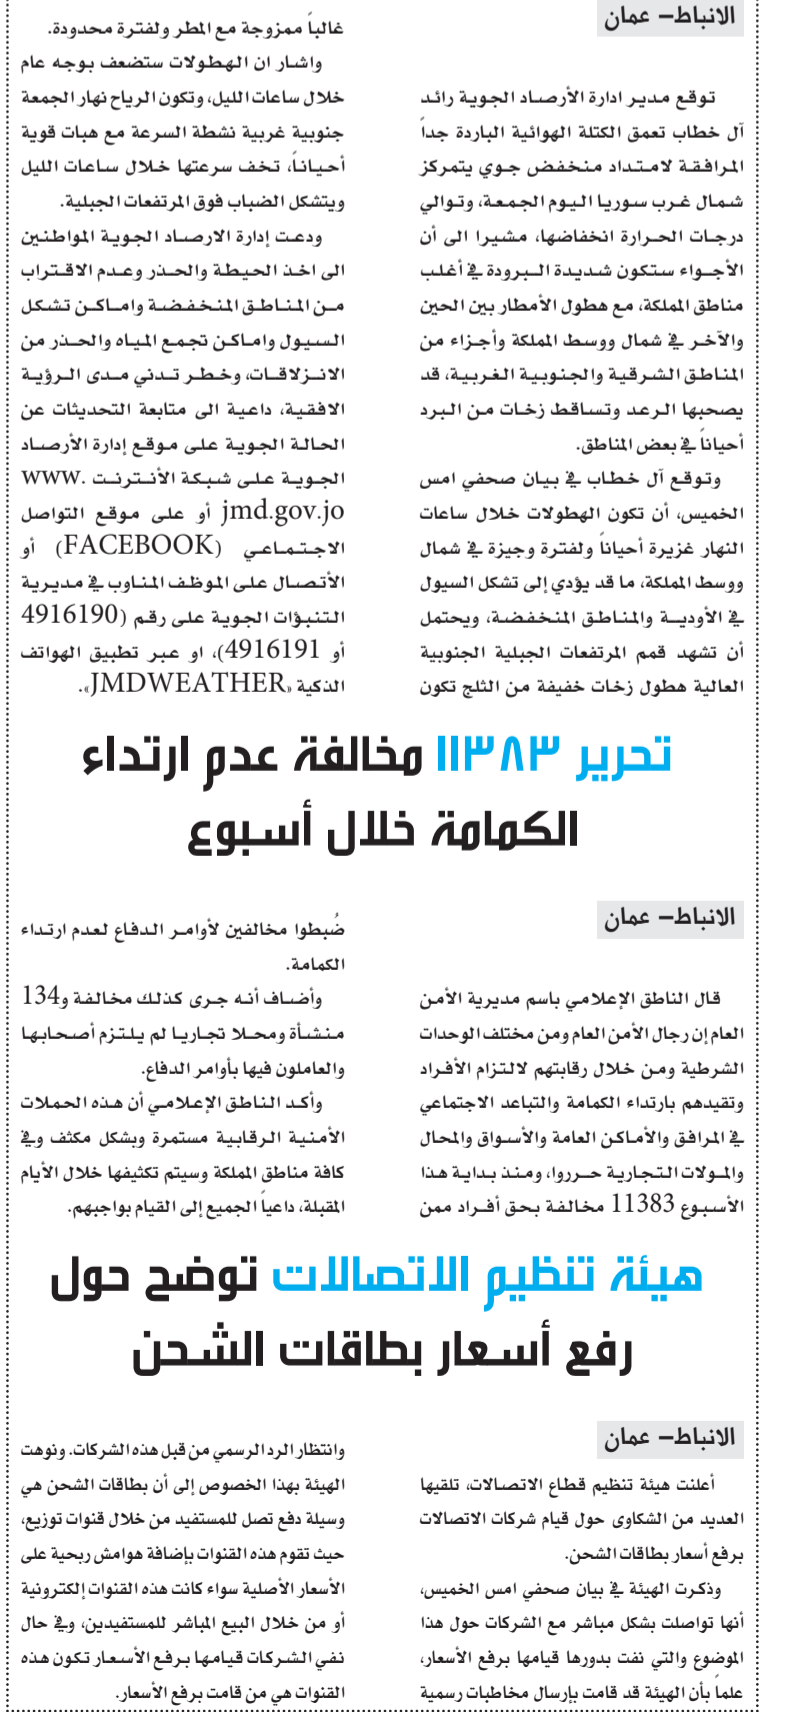 الانباط– عمان
توقع مدير ادارة الأرصاد الجوية رائد
آل خطاب تعمق الكتلة الهوائية الباردة جداً
المرافقة لامتداد منخفض جوي يتمركز
شمال غرب سوريا اليوم الجمعة، وتوالي
درجات الحرارة انخفاضها، مشيرا الى أن
الأجواء ستكون شديدة البرودة في أغلب
مناطق المملكة، مع هطول الأمطار بين الحين
والآخر في شمال ووسط المملكة وأجزاء من
المناطق الشرقية والجنوبية الغربية، قد
يصحبها الرعد وتساقط زخات من البرد
أحياناً في بعض المناطق.
وتوقع آل خطاب في بيان صحفي امس
الخميس، أن تكون الهطولات خلال ساعات
النهار غزيرة أحياناً ولفترة وجيزة في شمال
ووسط المملكة، ما قد يؤدي إلى تشكل السيول
في الأودية والمناطق المنخفضة، ويحتمل
أن تشهد قمم المرتفعات الجبلية الجنوبية
العالية هطول زخات خفيفة من الثلج تكون
غالباً ممزوجة مع المطر ولفترة محدودة.
واشار ان الهطولات ستضعف بوجه عام
خلال ساعات الليل، وتكون الرياح نهار الجمعة
جنوبية غربية نشطة السرعة مع هبات قوية
أحياناً، تخف سرعتها خلال ساعات الليل
ويتشكل الضباب فوق المرتفعات الجبلية.
ودعت إدارة الارصاد الجوية المواطنين
الى اخذ الحيطة والحذر وعدم الاقتراب
من المناطق المنخفضة واماكن تشكل
السيول واماكن تجمع المياه والحذر من
الانزلاقات، وخطر تدني مدى الرؤية
الافقية، داعية الى متابعة التحديثات عن
الحالة الجوية على موقع إدارة الأرصاد
الجوية على شبكة الأنترنت www.
jmd.gov.jo أو على موقع التواصل
الاجتماعي (FACEBOOK) أو
الأتصال على الموظف المناوب في مديرية
التنبؤات الجوية على رقم (4916190
أو 4916191)، او عبر تطبيق الهواتف
الذكية «JMDWEATHER».
تحرير ١١٣٨٣ مخالفة عدم ارتداء
الكمامة خلال أسبوع
الانباط– عمان
قال الناطق الإعلامي باسم مديرية الأمن
العام إن رجال الأمن العام ومن مختلف الوحدات
الشرطية ومن خلال رقابتهم لالتزام الأفراد
وتقيدهم بارتداء الكمامة والتباعد الاجتماعي
في المرافق والأماكن العامة والأسواق والمحال
والمولات التجارية حرروا، ومنذ بداية هذا
الأسبوع 11383 مخالفة بحق أفراد ممن
ضُبطوا مخالفين لأوامر الدفاع لعدم ارتداء
الكمامة.
وأضاف أنه جرى كذلك مخالفة و134
منشأة ومحلا تجاريا لم يلتزم أصحابها
والعاملون فيها بأوامر الدفاع.
وأكد الناطق الإعلامي أن هذه الحملات
الأمنية الرقابية مستمرة وبشكل مكثف وفي
كافة مناطق المملكة وسيتم تكثيفها خلال الأيام
المقبلة، داعياً الجميع إلى القيام بواجبهم.
هيئة تنظيم الاتصالات توضح حول
رفع أسعار بطاقات الشحن
الانباط– عمان
أعلنت هيئة تنظيم قطاع الاتصالات، تلقيها
العديد من الشكاوى حول قيام شركات الاتصالات
برفع أسعار بطاقات الشحن.
وذكرت الهيئة في بيان صحفي امس الخميس،
أنها تواصلت بشكل مباشر مع الشركات حول هذا
الموضوع والتي نفت بدورها قيامها برفع الأسعار،
علماً بأن الهيئة قد قامت بإرسال مخاطبات رسمية
وانتظار الرد الرسمي من قبل هذه الشركات. ونوهت
الهيئة بهذا الخصوص إلى أن بطاقات الشحن هي
وسيلة دفع تصل للمستفيد من خلال قنوات توزيع،
حيث تقوم هذه القنوات بإضافة هوامش ربحية على
الأسعار الأصلية سواء كانت هذه القنوات إلكترونية
أو من خلال البيع المباشر للمستفيدين، وفي حال
نفي الشركات قيامها برفع الأسعار تكون هذه
القنوات هي من قامت برفع الأسعار.